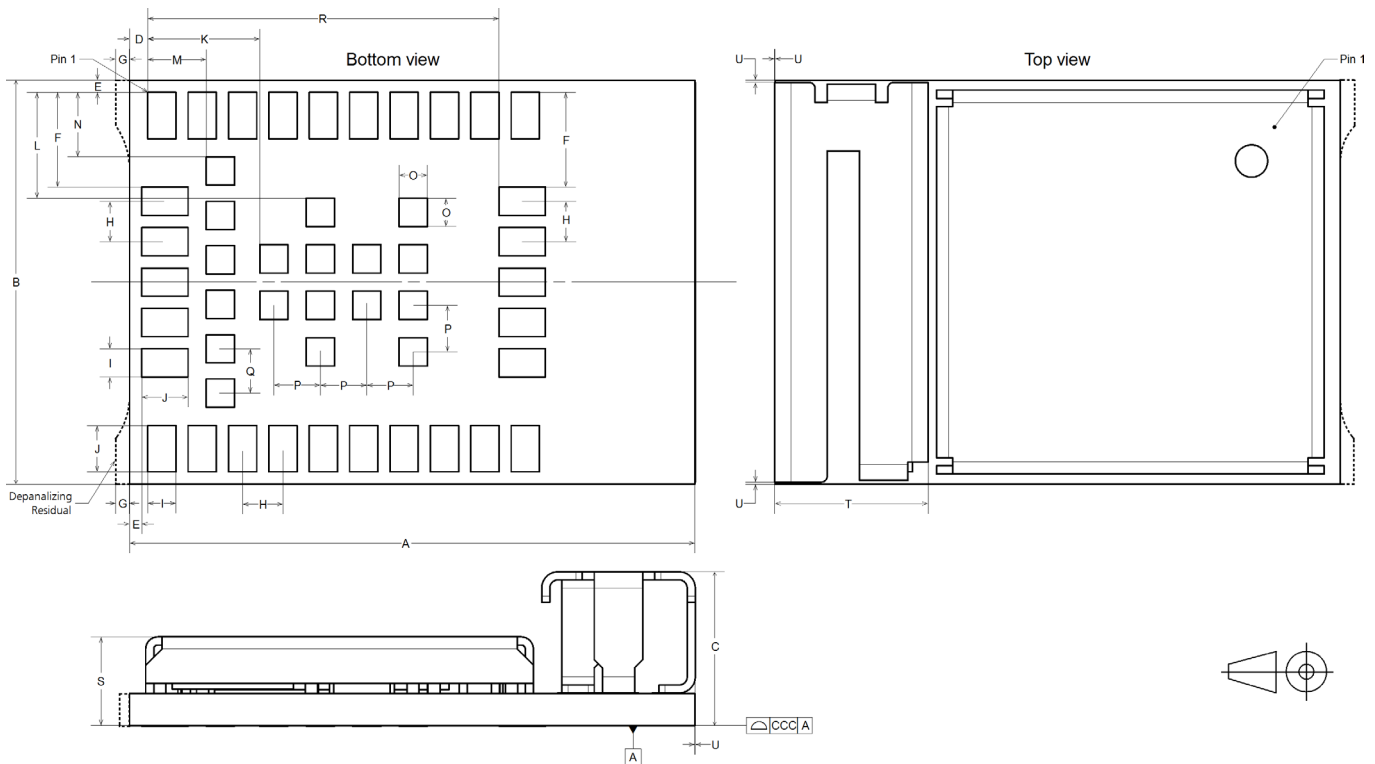 R
D
K
G
M
Pin 1
Bottom view
E
L
F
N
F
O
O
H
H
B
P
I
Q
P
P
P
J
J
Depanalizing
Residual
G
I
H
E
A
U
U
Top view
Pin 1
U
T
S
C
CCC A
U
A